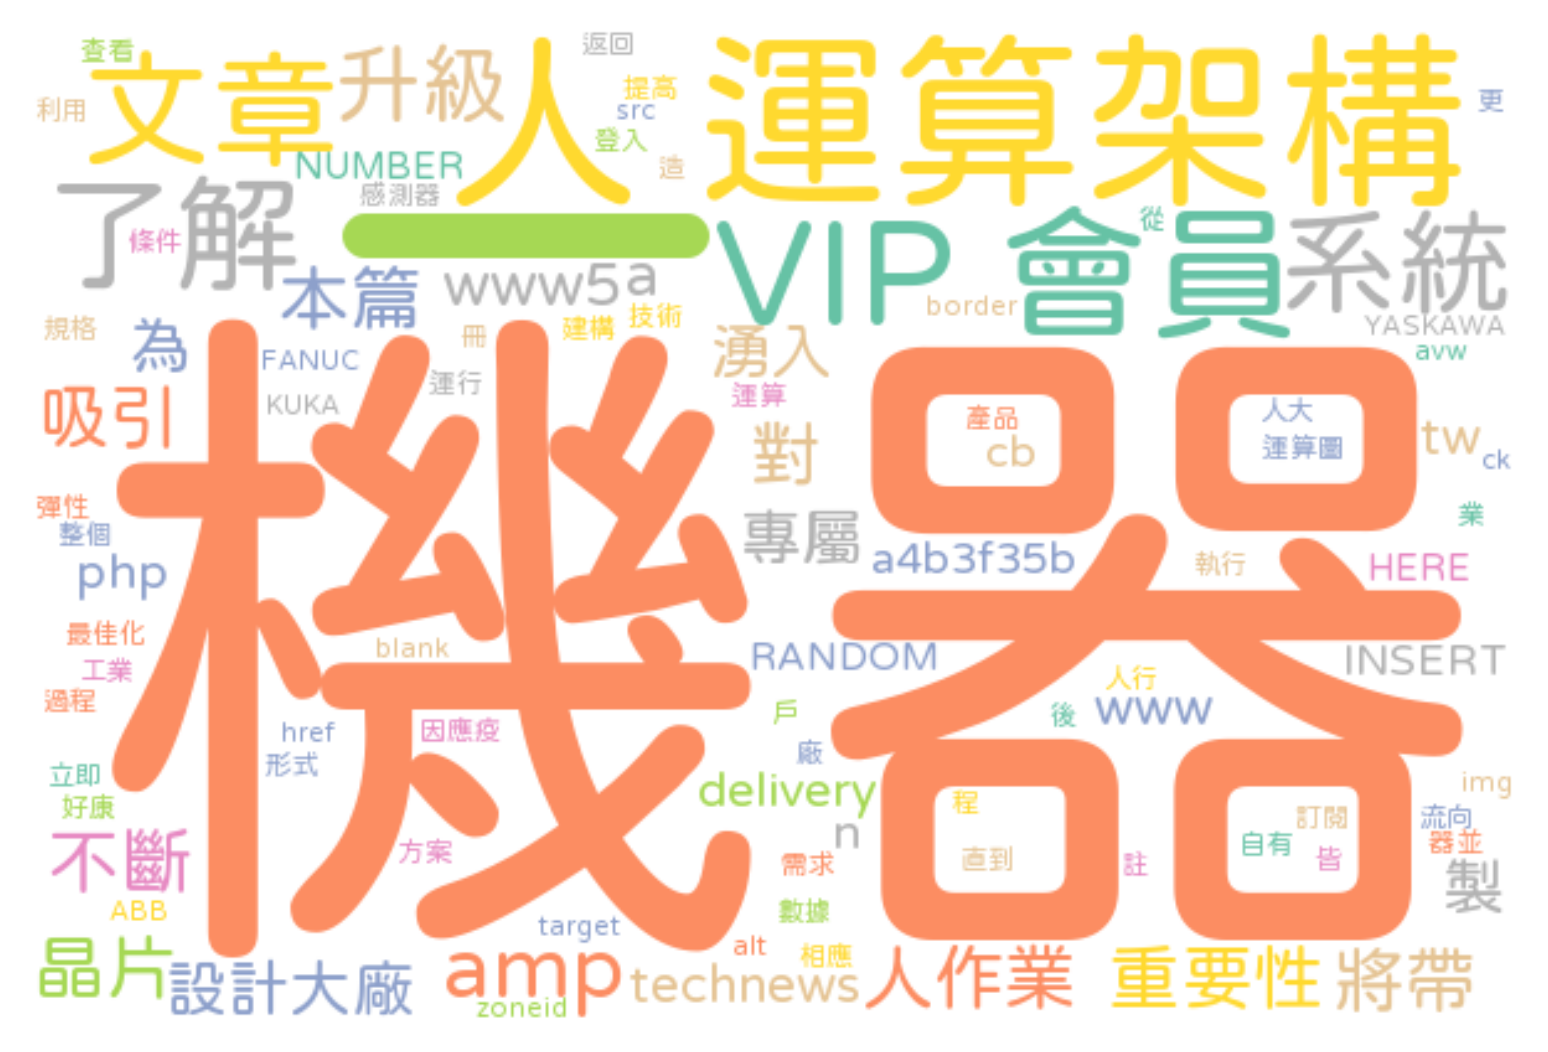 查看
文章
升級
人
返回
提高
src
登入
造
運算架構
更
利用
NUMBER
感測器
了解
條件
一
VIP 會員
從
系統
本篇
www5a
border
YASKAWA
avw
規格
為
FANUC
冊
建構
技術
湧入
機器
KUKA
運行
運算
吸引
對
產品
cb
人大
運算圖
tw
ck
彈性
整個
php
專屬
a4b3f35b
執行
HERE
業
最佳化
工業
過程
blank
RANDOM
人行
www
後
INSERT
href
形式
因應疫
戶
廠
立即
好康
delivery
n
程
直到
訂閱
自有
皆
img
流向
器並
不斷
ABB
方案
需求
註
製
數據
target
alt
相應
晶片
設計大廠
amp
zoneid
technews
人作業
重要性
將帶